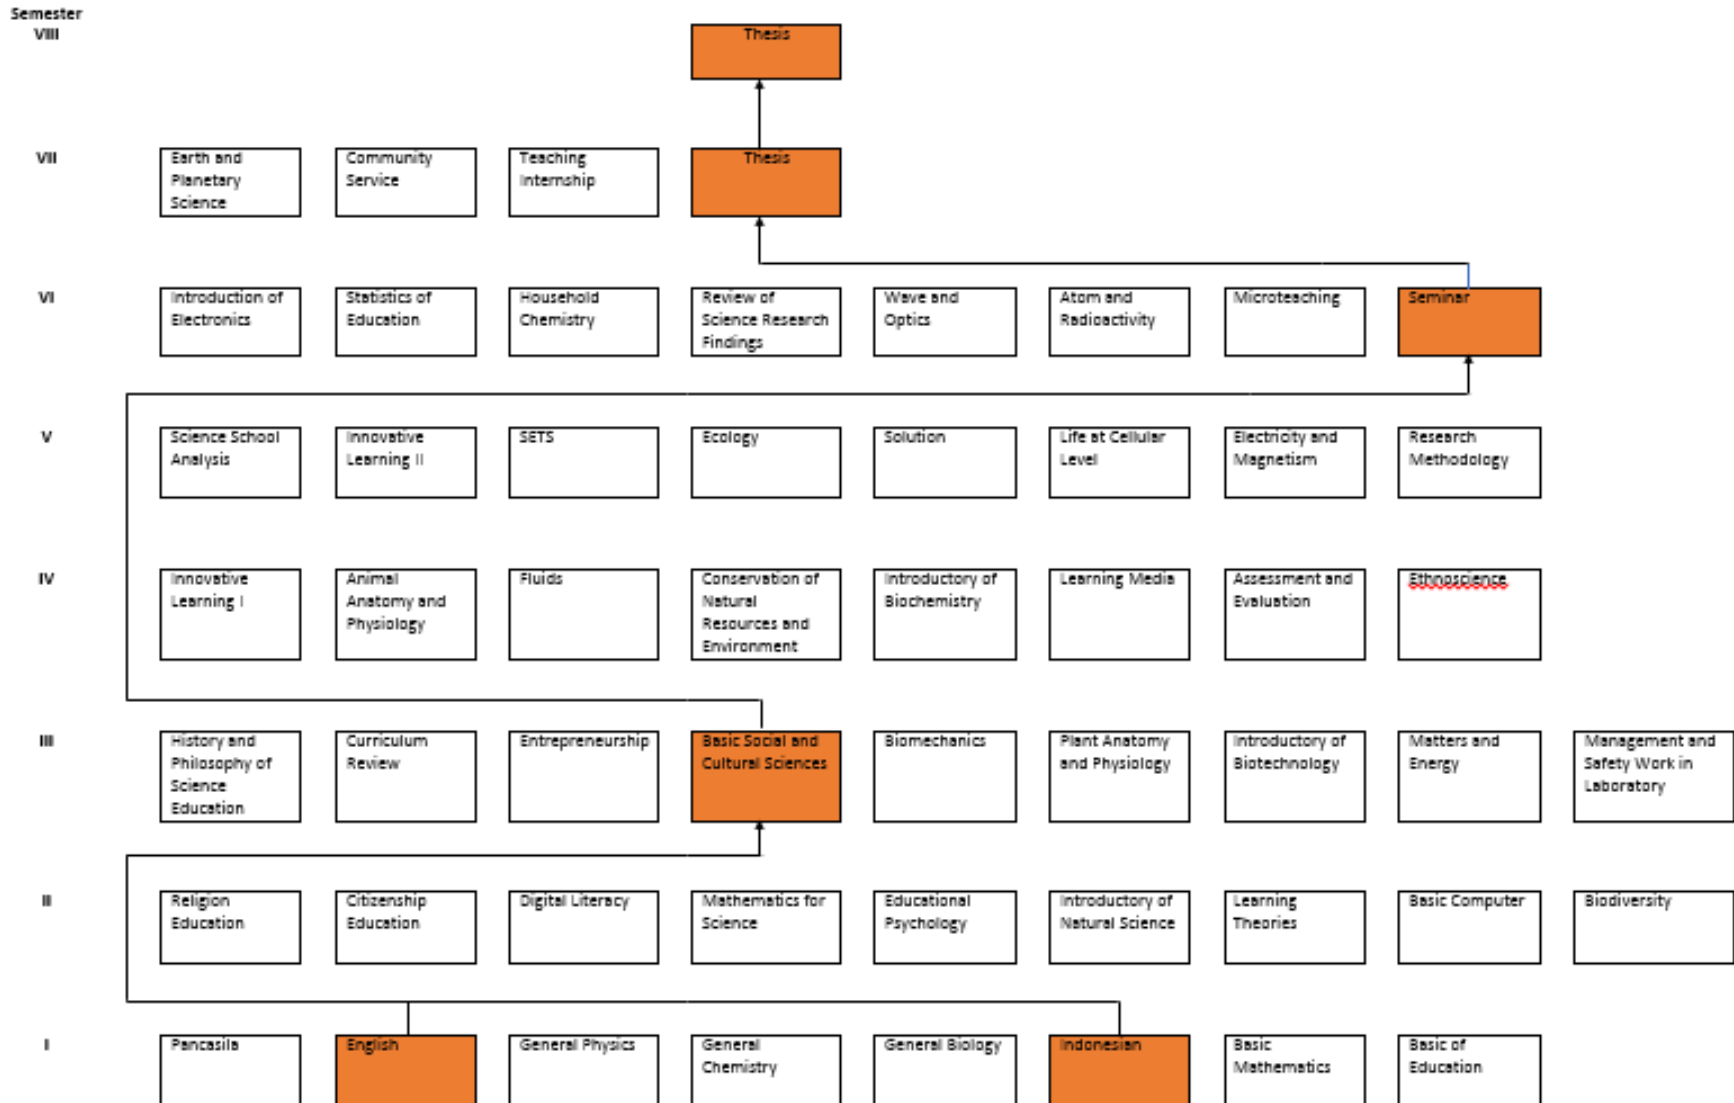 Semester
VIII
Thesis
VII
Earth and
Planetary
Science
Community
Service
Teaching
Internship
Thesis
VI
Introduction of
Electronics
Statistics of
Education
Household
Chemistry
Review of
Science Research
Findings
Wave and
Optics
Atom and
Radioactivity
Microteaching
Seminar
V
Science School
Analysis
Innovative
Learning II
SETS
Ecology
Solution
Life at Cellular
Level
Electricity and
Magnetism
Research
Methodology
IV
Innovative
Learning I
Animal
Anatomy and
Physiology
Fluids
Conservation of
Natural
Resources and
Environment
Introductory of
Biochemistry
Learning Media
Assessment and
Evaluation
Ethnoscience
III
History and
Philosophy of
Science
Education
Curriculum
Review
Entrepreneurship
Basic Social and
Cultural Sciences
Biomechanics
Plant Anatomy
and Physiology
Introductory of
Biotechnology
Matters and
Energy
Management and
Safety Work in
Laboratory
II
Religion
Education
Citizenship
Education
Digital Literacy
Mathematics for
Science
Educational
Psychology
Introductory of
Natural Science
Learning
Theories
Basic Computer
Biodiversity
I
Pancasila
English
General Physics
General
Chemistry
General Biology
Indonesian
Basic
Mathematics
Basic of
Education